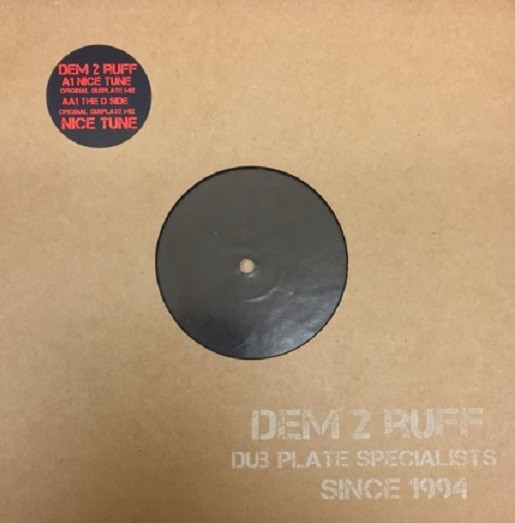 DEM 2 RUFF
A1 NICE TUNE
ORIGINAL DUBPLATE MIX
AA1 THE D SIDE
ORIGINAL DUBPLATE MIX
NICE TUNE
DEM 2 RUFF
DUB PLATE SPECIALISTS
SINCE 1994